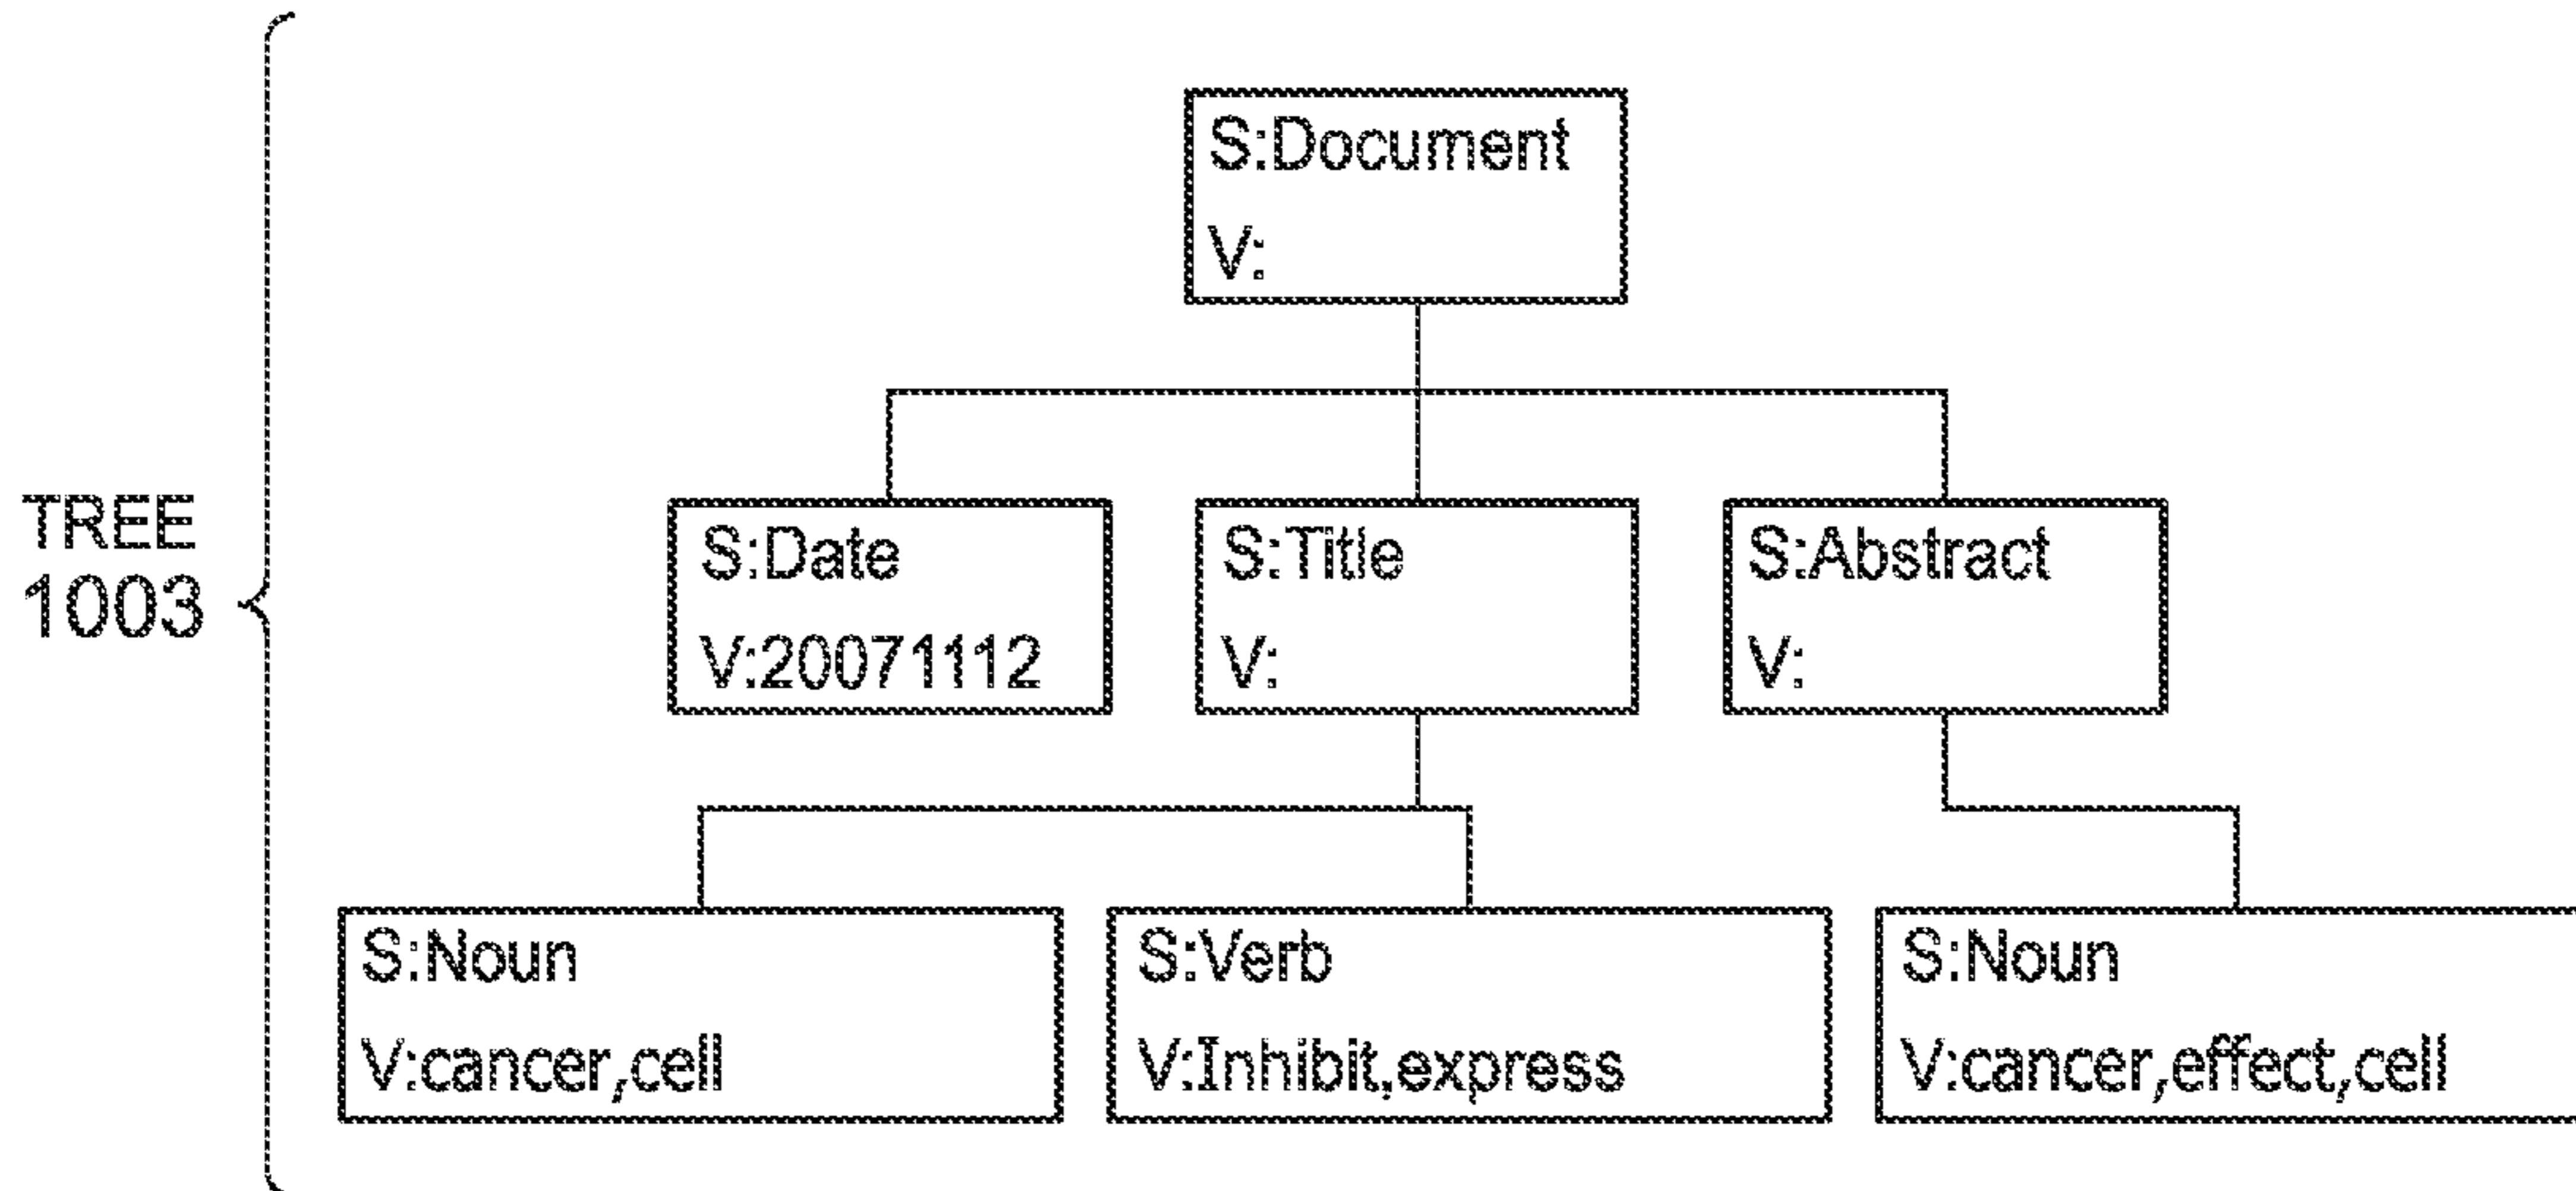 TREE
1003
S:Document
V:
S:Date
V:20071112
S:Title
V:
S:Abstract
V:
S:Noun
V:cancer,cell
S:Verb
V:Inhibit,express
S:Noun
V:cancer,effect,cell